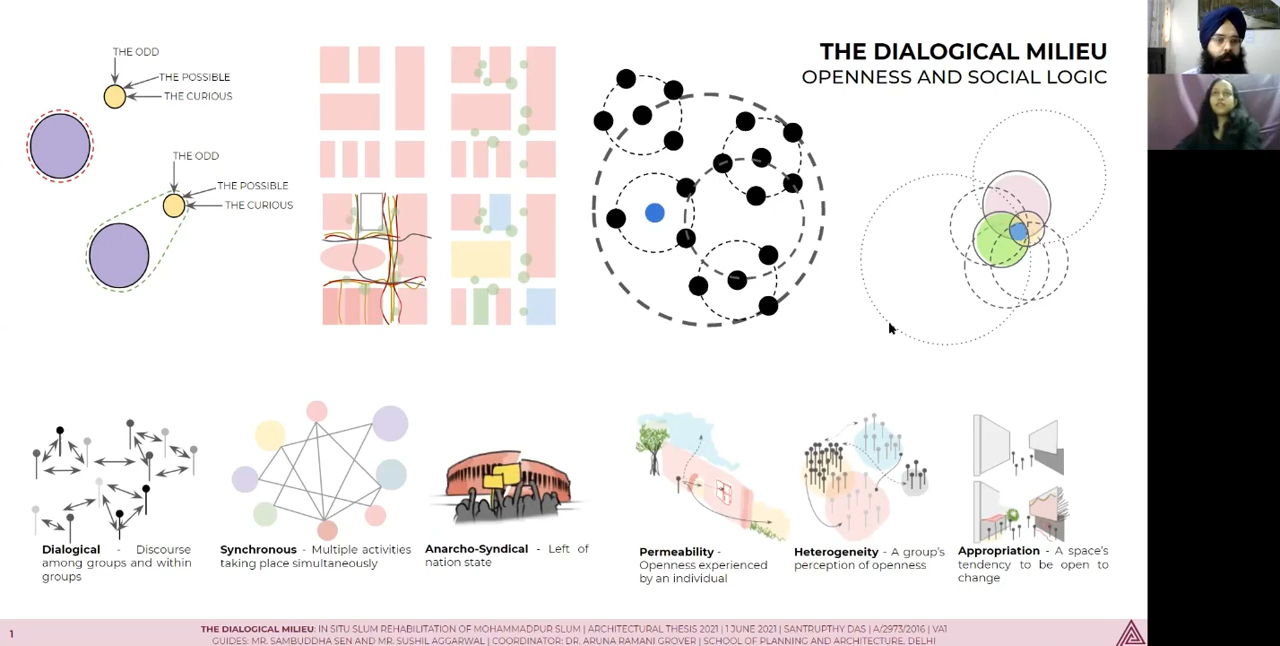 THE DIALOGICAL MILIEU
OPENNESS AND SOCIAL LOGIC
THE ODD
THE POSSIBLE
THE CURIOUS
THE ODD
THE POSSIBLE
THE CURIOUS
Dialogical - Discourse
among groups and within
groups
Synchronous - Multiple activities
taking place simultaneously
Anarcho-Syndical - Left of
nation state
Permeability -
Openness experienced
by an individual
Heterogeneity - A group's
perception of openness
Appropriation - A space's
tendency to be open to
change
1
THE DIALOGICAL MILIEU: IN SITU SLUM REHABILITATION OF MOHAMMADPUR SLUM | ARCHITECTURAL THESIS 2021 | 1 JUNE 2021 | SANTRUPTHY DAS | A/2973/2016 | VA1
GUIDES: MR. SAMBUDDHA SEN AND MR. SUSHIL AGGARWAL | COORDINATOR: DR. ARUNA RAMANI GROVER | SCHOOL OF PLANNING AND ARCHITECTURE, DELHI